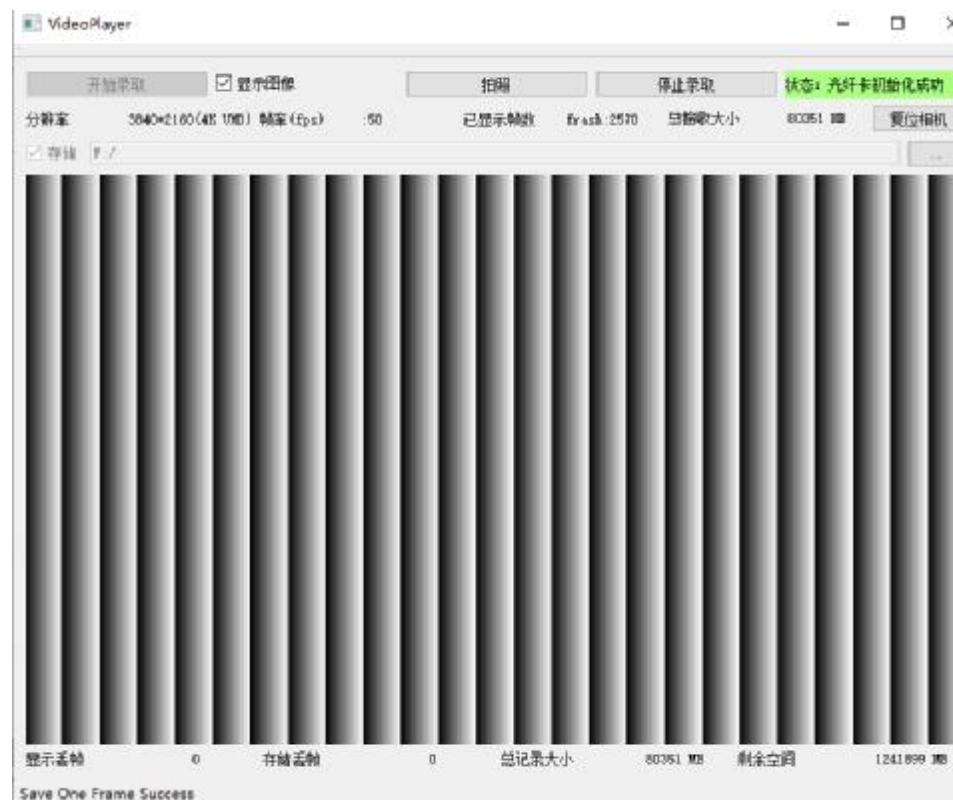 VideoPlayer
开始录取 显示图像 拍照 停止录取 状态: 光纤卡初始化成功
分辨率 3840*2160(4K UHD) 帧率(fps) :50 已显示帧数 frash:2570 大小 80351 MB 复位相机
存储 F:/ ...
显示丢帧 0 存储丢帧 0 总记录大小 80351 MB 剩余空间 1241899 MB
Save One Frame Success